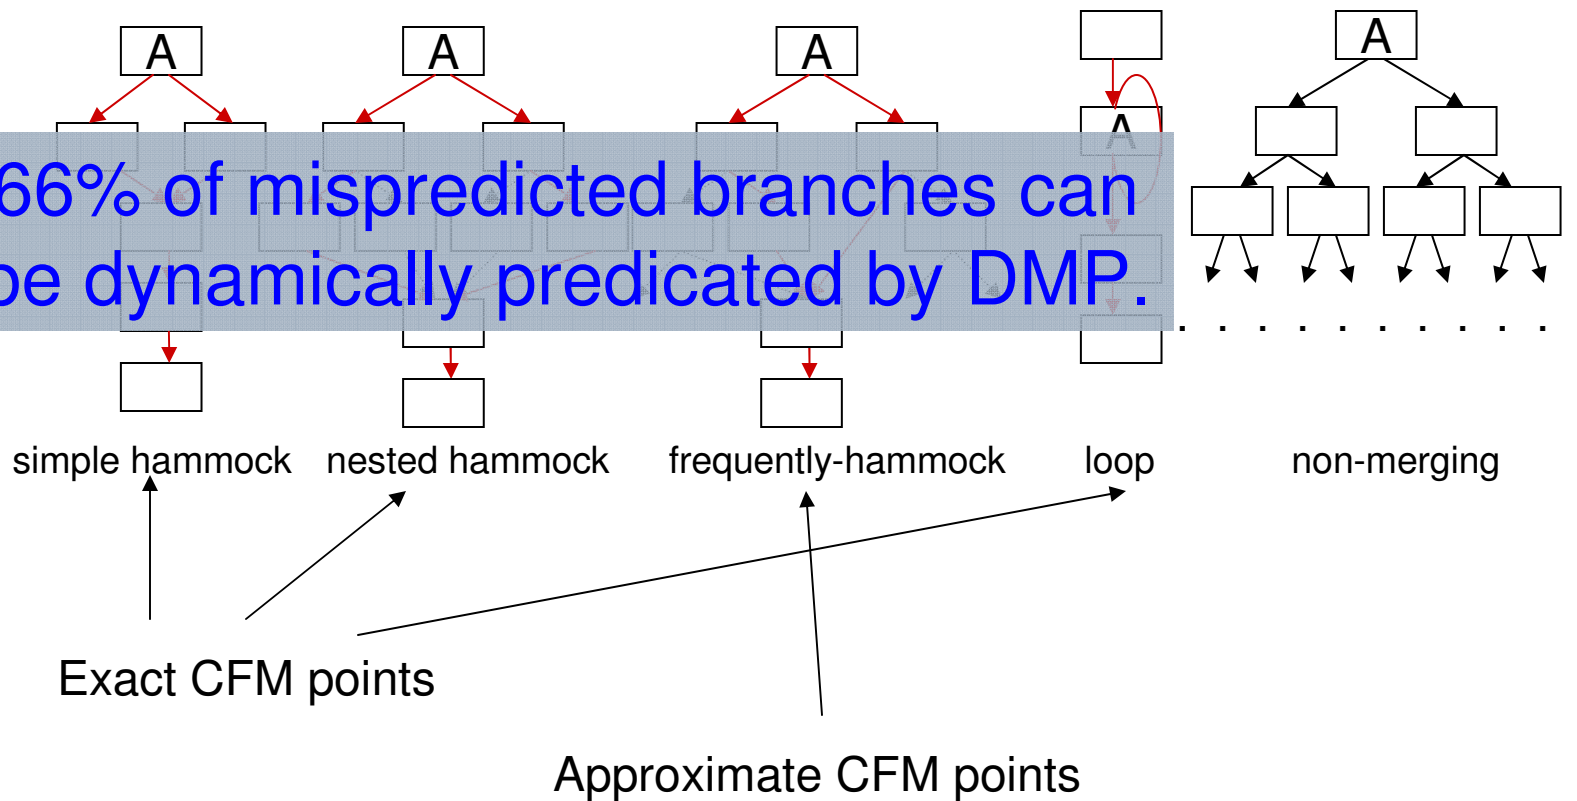 A A A A
A
66% of mispredicted branches can
be dynamically predicated by DMP.
. . . . . . . . . .
simple hammock nested hammock frequently-hammock loop non-merging
Exact CFM points
Approximate CFM points